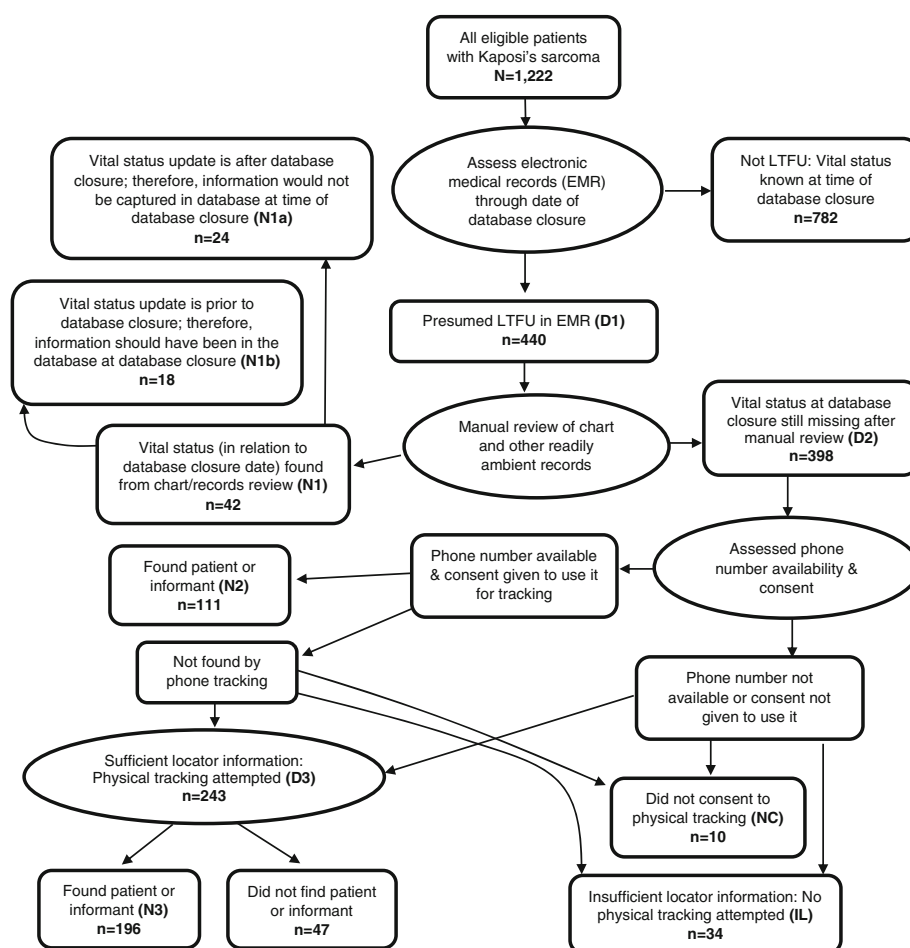 All eligible patients
with Kaposi's sarcoma
N=1,222
Assess electronic
medical records (EMR)
through date of
database closure
Not LTFU: Vital status
known at time of
database closure
n=782
Vital status update is after database
closure; therefore, information would not
be captured in database at time of
database closure (N1a)
n=24
Vital status update is prior to
database closure; therefore,
information should have been in the
database at database closure (N1b)
n=18
Presumed LTFU in EMR (D1)
n=440
Manual review of chart
and other readily
ambient records
Vital status at database
closure still missing after
manual review (D2)
n=398
Vital status (in relation to
database closure date) found
from chart/records review (N1)
n=42
Assessed phone
number availability &
consent
Phone number available
& consent given to use it
for tracking
Found patient or
informant (N2)
n=111
Not found by
phone tracking
Phone number not
available or consent not
given to use it
Sufficient locator information:
Physical tracking attempted (D3)
n=243
Did not consent to
physical tracking (NC)
n=10
Found patient or
informant (N3)
n=196
Did not find patient
or informant
n=47
Insufficient locator information: No
physical tracking attempted (IL)
n=34